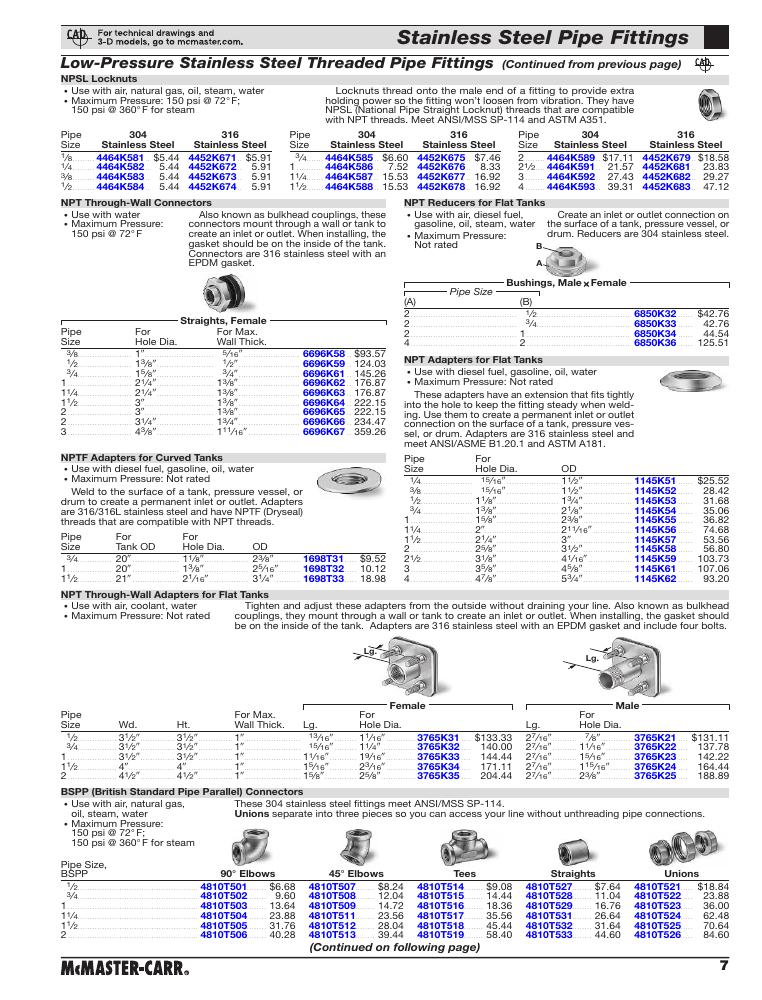 CAD For technical drawings and
3-D models, go to mcmaster.com.
Stainless Steel Pipe Fittings
Low-Pressure Stainless Steel Threaded Pipe Fittings (Continued from previous page) CAD
NPSL Locknuts
• Use with air, natural gas, oil, steam, water
• Maximum Pressure: 150 psi @ 72°F;
150 psi @ 360°F for steam
Locknuts thread onto the male end of a fitting to provide extra
holding power so the fitting won't loosen from vibration. They have
NPSL (National Pipe Straight Locknut) threads that are compatible
with NPT threads. Meet ANSI/MSS SP-114 and ASTM A351.
Pipe 304 316
Size Stainless Steel Stainless Steel
1/8 4464K581 $5.44 4452K671 $5.91
1/4 4464K582 5.44 4452K672 5.91
3/8 4464K583 5.44 4452K673 5.91
1/2 4464K584 5.44 4452K674 5.91
Pipe 304 316
Size Stainless Steel Stainless Steel
3/4 4464K585 $6.60 4452K675 $7.46
1 4464K586 7.52 4452K676 8.33
1 1/4 4464K587 15.53 4452K677 16.92
1 1/2 4464K588 15.53 4452K678 16.92
Pipe 304 316
Size Stainless Steel Stainless Steel
2 4464K589 $17.11 4452K679 $18.58
2 1/2 4464K591 21.57 4452K681 23.83
3 4464K592 27.43 4452K682 29.27
4 4464K593 39.31 4452K683 47.12
NPT Through-Wall Connectors
• Use with water
• Maximum Pressure:
150 psi @ 72°F
Also known as bulkhead couplings, these
connectors mount through a wall or tank to
create an inlet or outlet. When installing, the
gasket should be on the inside of the tank.
Connectors are 316 stainless steel with an
EPDM gasket.
Straights, Female
Pipe For For Max.
Size Hole Dia. Wall Thick.
3/8 1" 5/16" 6696K58 $93.57
1/2 1 3/8" 1/2" 6696K59 124.03
3/4 1 5/8" 3/4" 6696K61 145.26
1 2 1/4" 1 3/8" 6696K62 176.87
1 1/4 2 1/4" 1 3/8" 6696K63 176.87
1 1/2 3" 1 3/8" 6696K64 222.15
2 3" 1 3/8" 6696K65 222.15
2 3 1/4" 1 3/4" 6696K66 234.47
3 4 3/8" 1 11/16" 6696K67 359.26
NPTF Adapters for Curved Tanks
• Use with diesel fuel, gasoline, oil, water
• Maximum Pressure: Not rated
Weld to the surface of a tank, pressure vessel, or
drum to create a permanent inlet or outlet. Adapters
are 316/316L stainless steel and have NPTF (Dryseal)
threads that are compatible with NPT threads.
Pipe For For
Size Tank OD Hole Dia. OD
3/4 20" 1 1/8" 2 3/8" 1698T31 $9.52
1 20" 1 3/8" 2 5/16" 1698T32 10.12
1 1/2 21" 2 1/16" 3 1/4" 1698T33 18.98
NPT Reducers for Flat Tanks
• Use with air, diesel fuel,
gasoline, oil, steam, water
• Maximum Pressure:
Not rated
Create an inlet or outlet connection on
the surface of a tank, pressure vessel, or
drum. Reducers are 304 stainless steel.
B
A
Bushings, Male x Female
Pipe Size
(A) (B)
2 1/2 6850K32 $42.76
2 3/4 6850K33 42.76
2 1 6850K34 44.54
4 2 6850K36 125.51
NPT Adapters for Flat Tanks
• Use with diesel fuel, gasoline, oil, water
• Maximum Pressure: Not rated
These adapters have an extension that fits tightly
into the hole to keep the fitting steady when weld-
ing. Use them to create a permanent inlet or outlet
connection on the surface of a tank, pressure ves-
sel, or drum. Adapters are 316 stainless steel and
meet ANSI/ASME B1.20.1 and ASTM A181.
Pipe For
Size Hole Dia. OD
1/4 15/16" 1 1/2" 1145K51 $25.52
3/8 15/16" 1 1/2" 1145K52 28.42
1/2 1 1/8" 1 3/4" 1145K53 31.68
3/4 1 3/8" 2 1/8" 1145K54 35.06
1 1 5/8" 2 3/8" 1145K55 36.82
1 1/4 2" 2 11/16" 1145K56 74.68
1 1/2 2 1/4" 3" 1145K57 53.56
2 2 5/8" 3 1/2" 1145K58 56.80
2 1/2 3 1/8" 4 1/16" 1145K59 103.73
3 3 5/8" 4 5/8" 1145K61 107.06
4 4 7/8" 5 3/4" 1145K62 93.20
NPT Through-Wall Adapters for Flat Tanks
• Use with air, coolant, water
• Maximum Pressure: Not rated
Tighten and adjust these adapters from the outside without draining your line. Also known as bulkhead
couplings, they mount through a wall or tank to create an inlet or outlet. When installing, the gasket should
be on the inside of the tank. Adapters are 316 stainless steel with an EPDM gasket and include four bolts.
Lg. Lg.
Female Male
Pipe For Max. For For
Size Wd. Ht. Wall Thick. Lg. Hole Dia. Lg. Hole Dia.
1/2 3 1/2" 3 1/2" 1" 13/16" 1 1/16" 3765K31 $133.33 2 7/16" 7/8" 3765K21 $131.11
3/4 3 1/2" 3 1/2" 1" 15/16" 1 1/4" 3765K32 140.00 2 7/16" 1 1/16" 3765K22 137.78
1 3 1/2" 3 1/2" 1" 1 1/16" 1 9/16" 3765K33 144.44 2 7/16" 1 5/16" 3765K23 142.22
1 1/2 4" 4" 1" 1 5/16" 2 3/16" 3765K34 171.11 2 7/16" 1 15/16" 3765K24 164.44
2 4 1/2" 4 1/2" 1" 1 5/8" 2 5/8" 3765K35 204.44 2 7/16" 2 3/8" 3765K25 188.89
BSPP (British Standard Pipe Parallel) Connectors
• Use with air, natural gas,
oil, steam, water
• Maximum Pressure:
150 psi @ 72°F;
150 psi @ 360°F for steam
These 304 stainless steel fittings meet ANSI/MSS SP-114.
Unions separate into three pieces so you can access your line without unthreading pipe connections.
Pipe Size,
BSPP 90° Elbows 45° Elbows Tees Straights Unions
1/2 4810T501 $6.68 4810T507 $8.24 4810T514 $9.08 4810T527 $7.64 4810T521 $18.84
3/4 4810T502 9.60 4810T508 12.04 4810T515 14.44 4810T528 11.04 4810T522 23.88
1 4810T503 13.64 4810T509 14.72 4810T516 18.36 4810T529 16.76 4810T523 36.00
1 1/4 4810T504 23.88 4810T511 23.56 4810T517 35.56 4810T531 26.64 4810T524 62.48
1 1/2 4810T505 31.76 4810T512 28.04 4810T518 45.44 4810T532 31.64 4810T525 70.64
2 4810T506 40.28 4810T513 39.44 4810T519 58.40 4810T533 44.60 4810T526 84.60
(Continued on following page)
McMASTER-CARR® 7